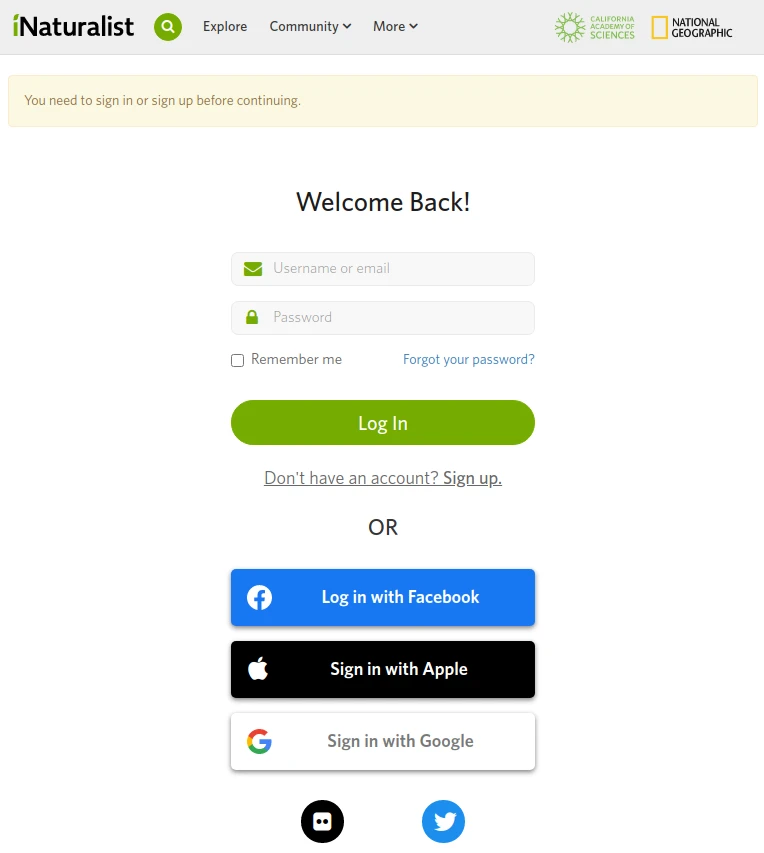 iNaturalist
Explore
Community
More
CALIFORNIA
ACADEMY OF
SCIENCES
NATIONAL
GEOGRAPHIC
You need to sign in or sign up before continuing.
Welcome Back!
Username or email
Password
Remember me
Forgot your password?
Log In
Don't have an account? Sign up.
OR
Log in with Facebook
Sign in with Apple
Sign in with Google